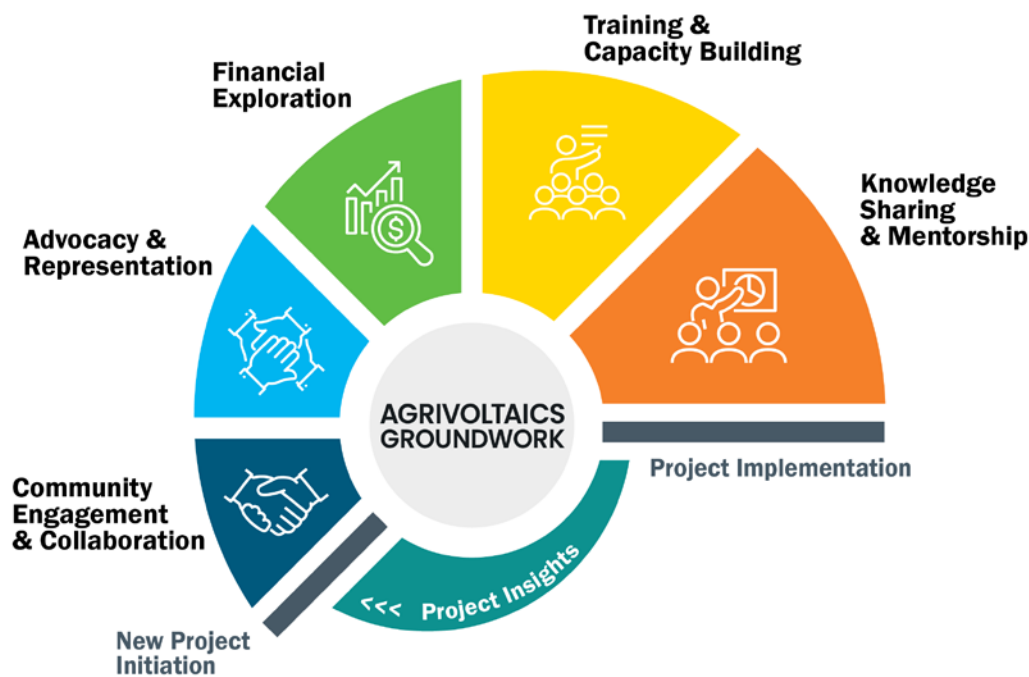 Training &
Capacity Building
Financial
Exploration
Knowledge
Sharing
& Mentorship
Advocacy &
Representation
$
AGRIVOLTAICS
GROUNDWORK
Project Implementation
Community
Engagement
& Collaboration
<<< Project Insights
New Project
Initiation